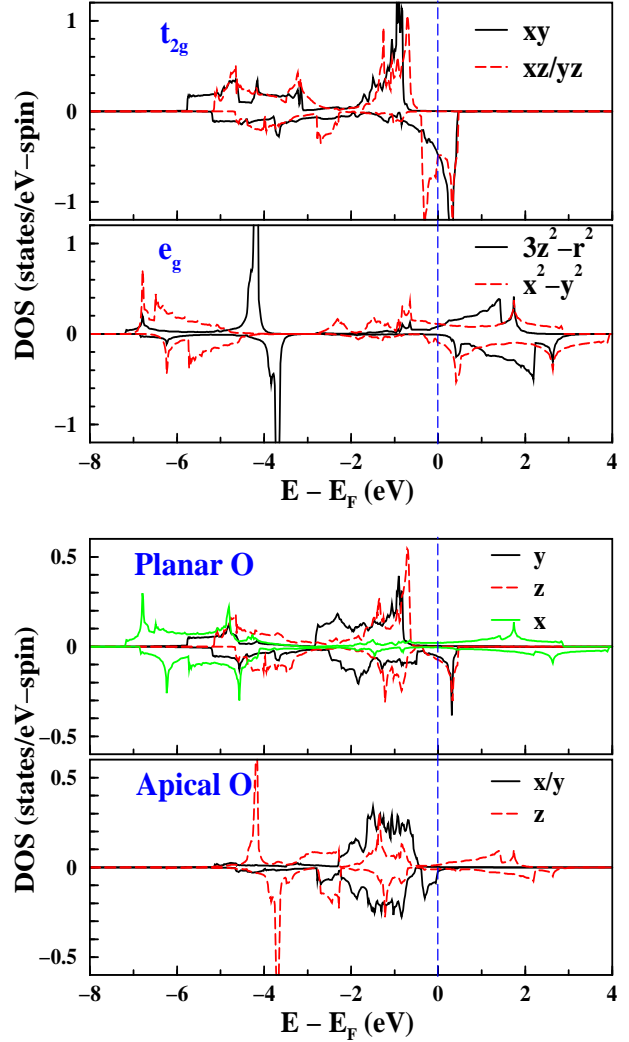 1
t2g
xy
xz/yz
0
−1
DOS (states/eV−spin)
1
eg
3z²−r²
x²−y²
0
−1
−8 −6 −4 −2 0 2 4
E − EF (eV)
0.5
Planar O
y
z
x
0.0
−0.5
DOS (states/eV−spin)
0.5
Apical O
x/y
z
0.0
−0.5
−8 −6 −4 −2 0 2 4
E − EF (eV)